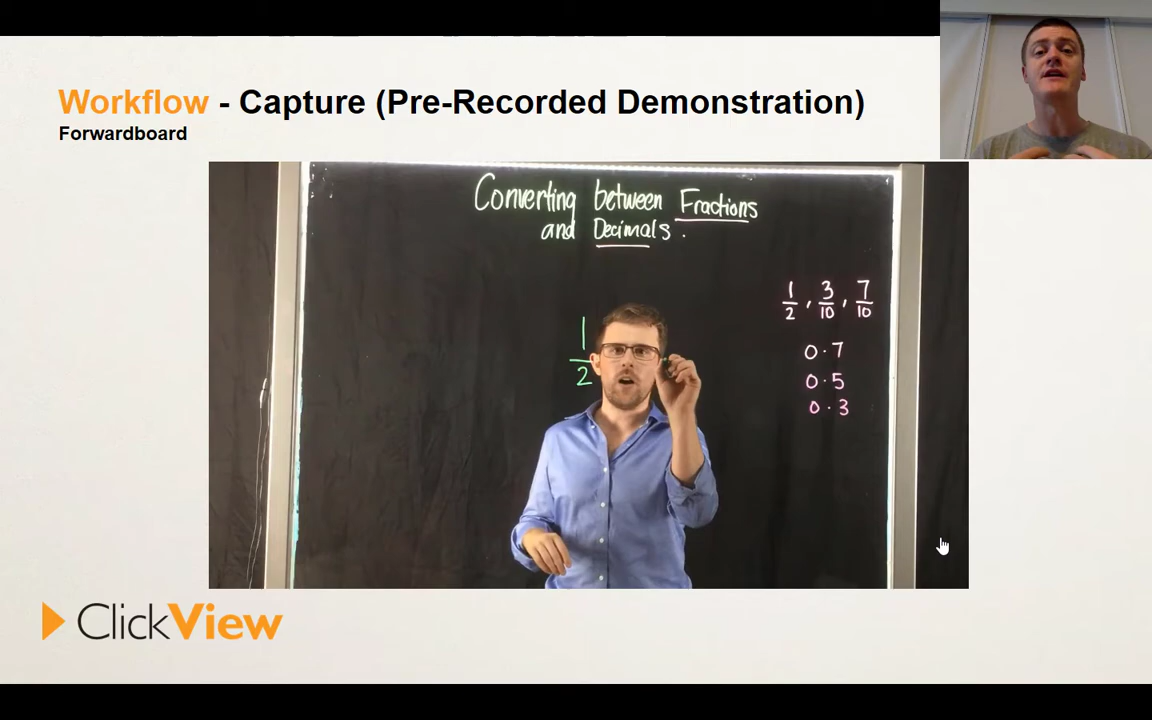 Workflow - Capture (Pre-Recorded Demonstration)
Forwardboard
Converting between Fractions
and Decimals.
1/2, 3/10, 7/10
1/2
0.7
0.5
0.3
ClickView